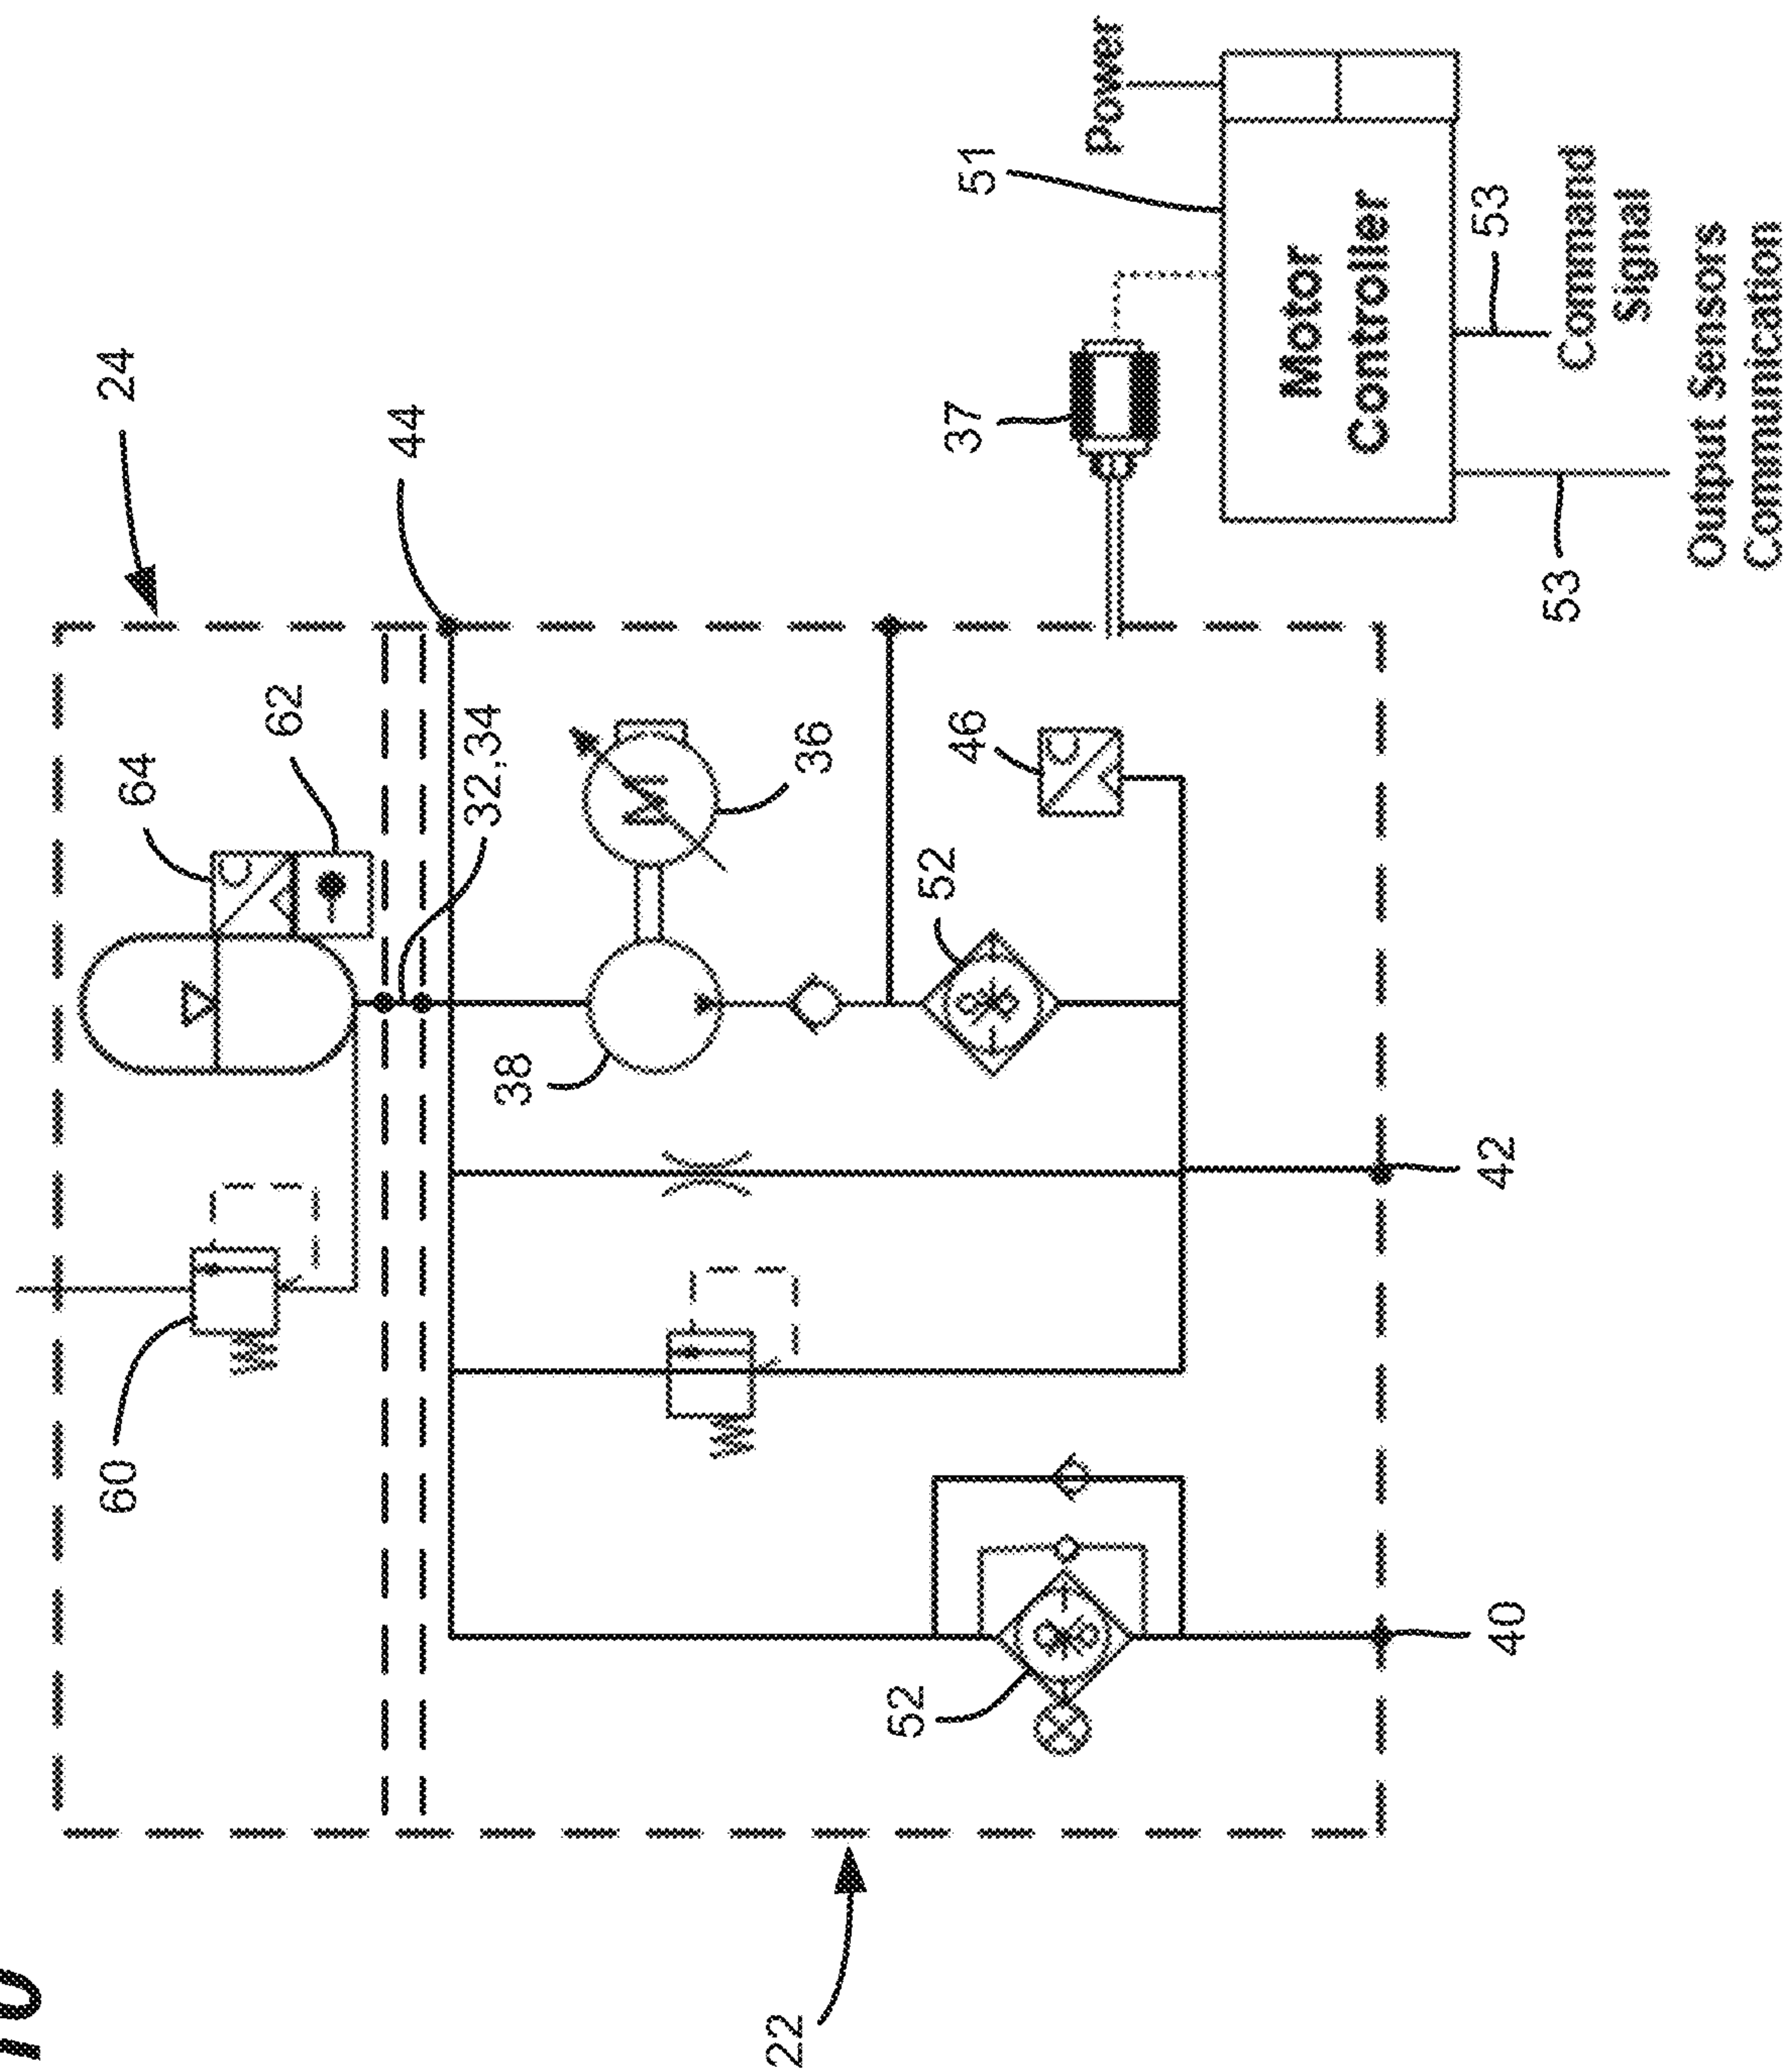 60
64
24
62
44
32,34
38
22
36
52
52
46
37
51
Power
Motor
Controller
40
42
53
53
Command
Signal
Output Sensors
Communication